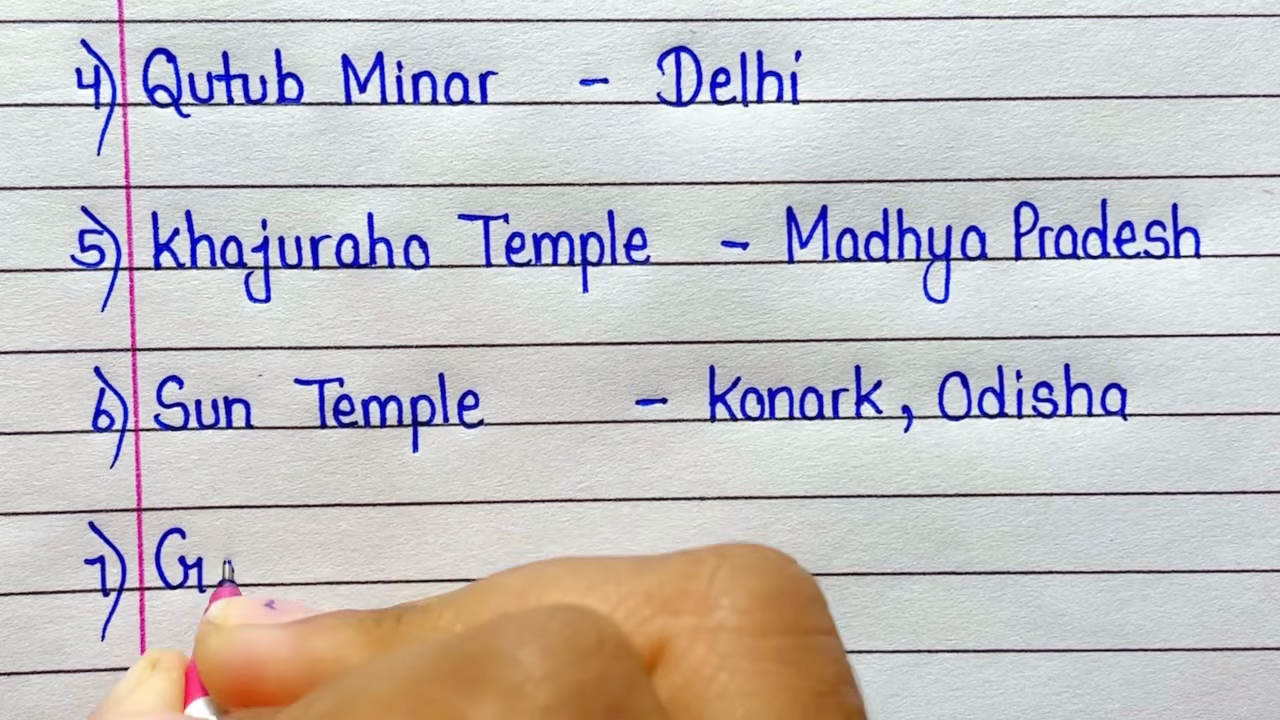 4) Qutub Minar - Delhi
5) Khajuraho Temple - Madhya Pradesh
6) Sun Temple - Konark, Odisha
7) G